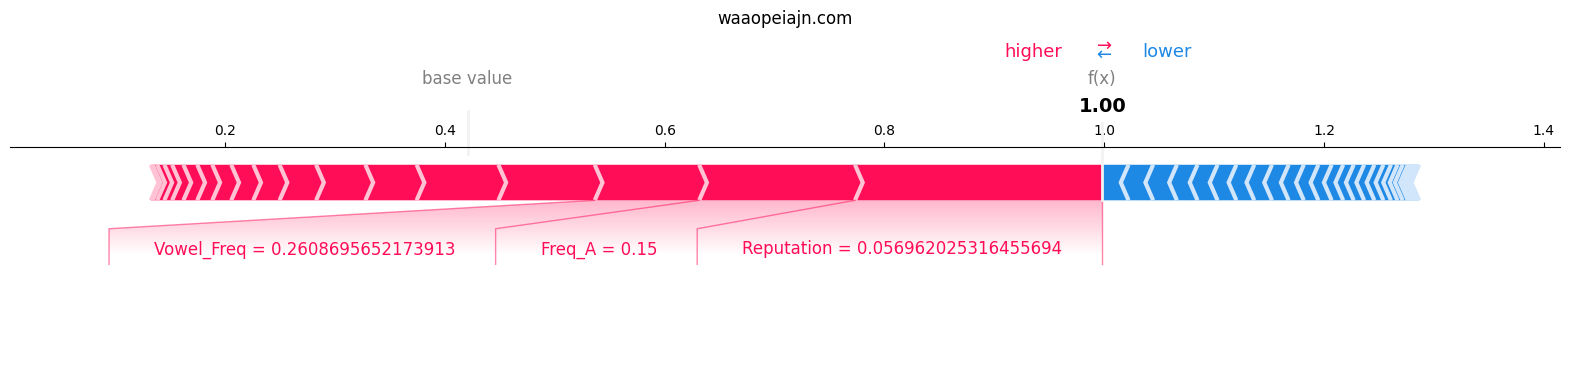 waaopeiajn.com
higher → ← lower
base value f(x)
1.00
0.2 0.4 0.6 0.8 1.0 1.2 1.4
Vowel_Freq = 0.2608695652173913 Freq_A = 0.15 Reputation = 0.056962025316455694